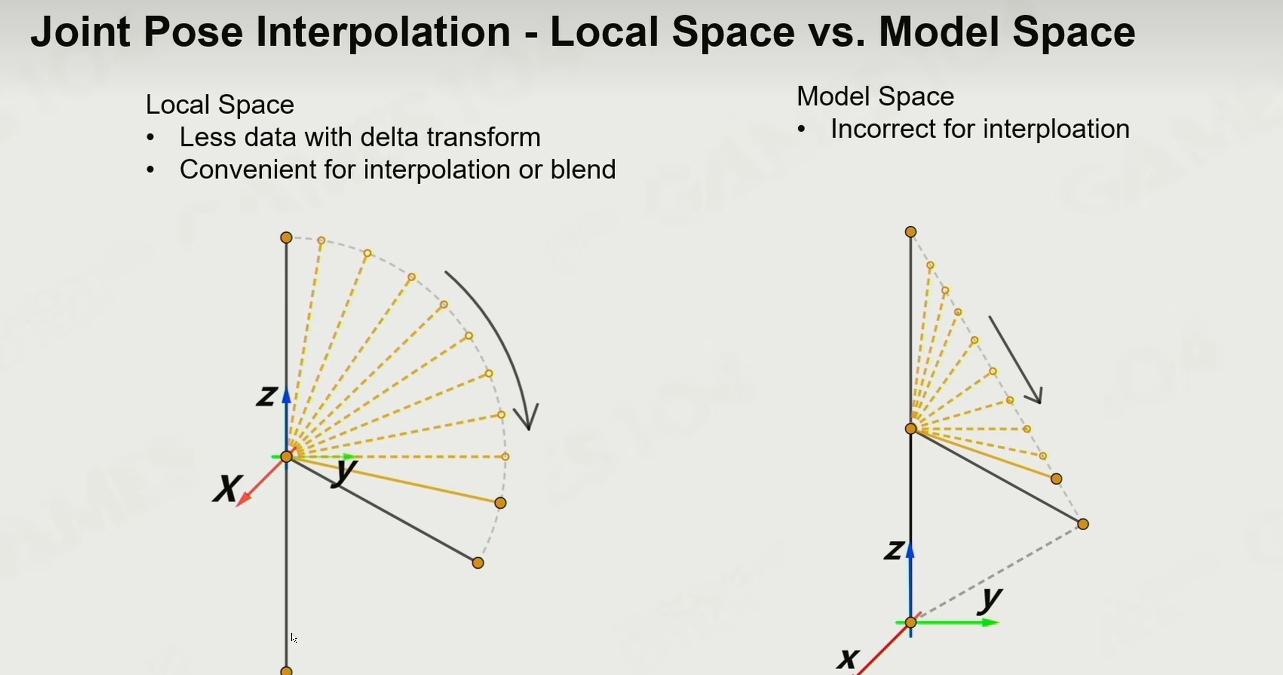 Joint Pose Interpolation - Local Space vs. Model Space
Local Space
• Less data with delta transform
• Convenient for interpolation or blend
Model Space
• Incorrect for interploation
z
y
X
z
y
x